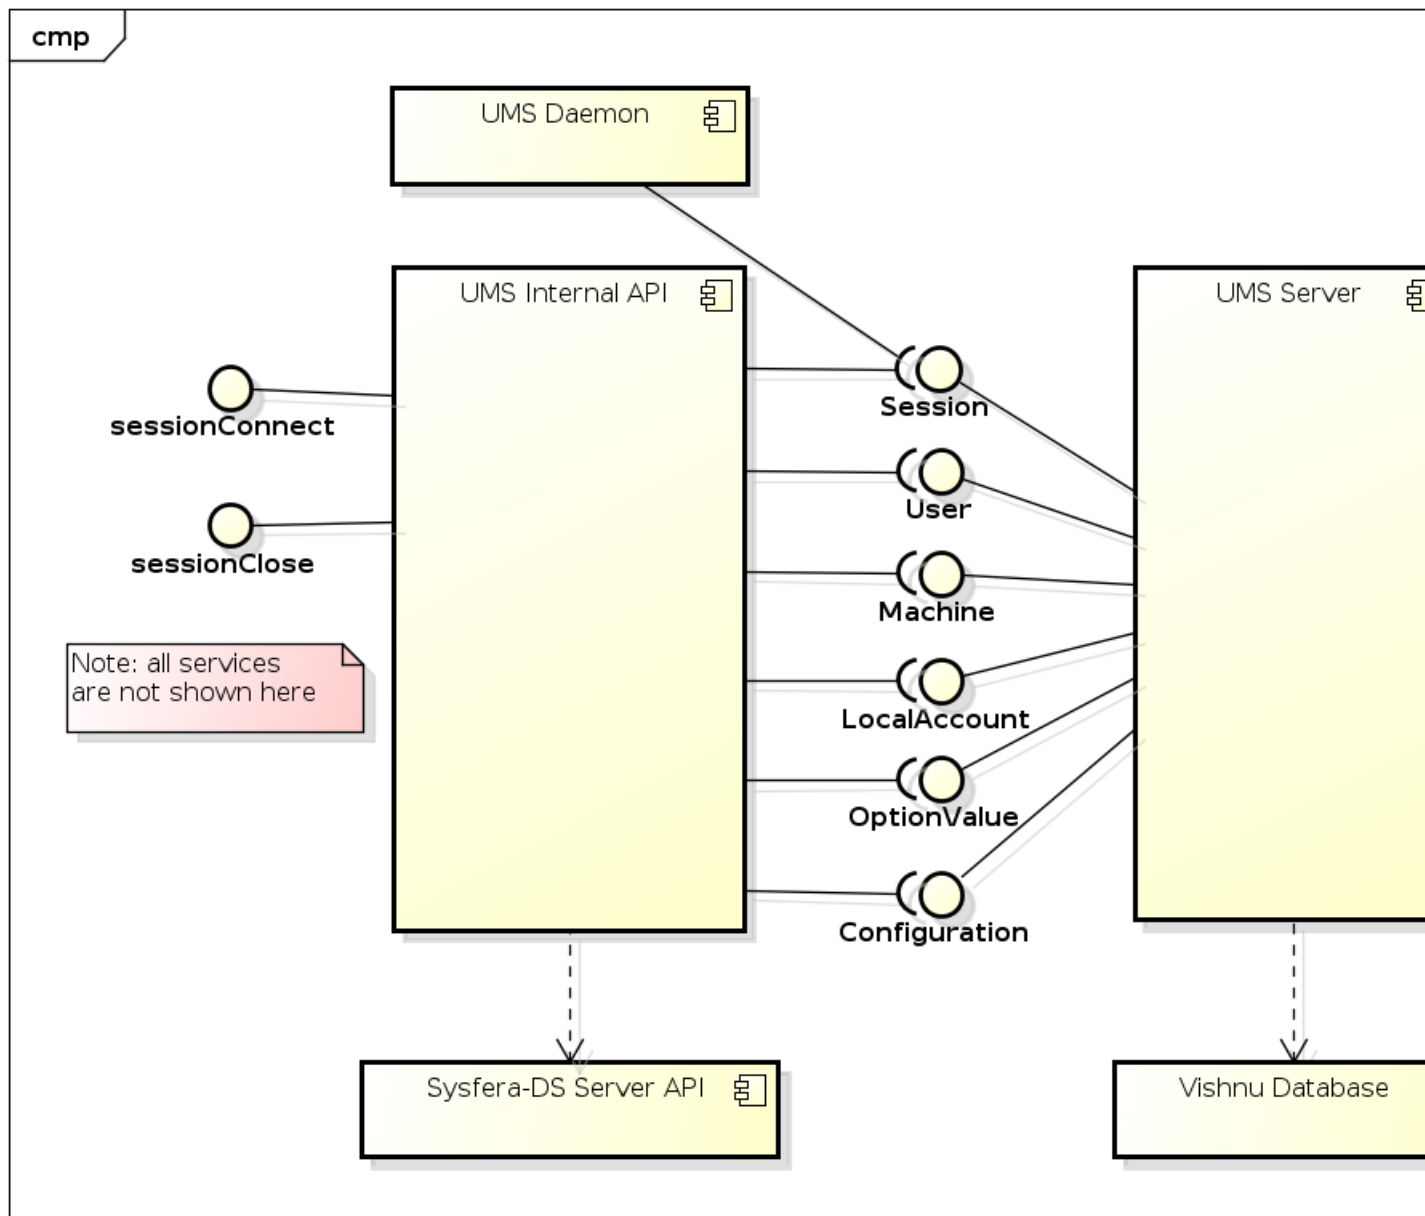 cmp
UMS Daemon
UMS Internal API
UMS Server
Session
sessionConnect
User
sessionClose
Machine
Note: all services
are not shown here
LocalAccount
OptionValue
Configuration
Sysfera-DS Server API
Vishnu Database